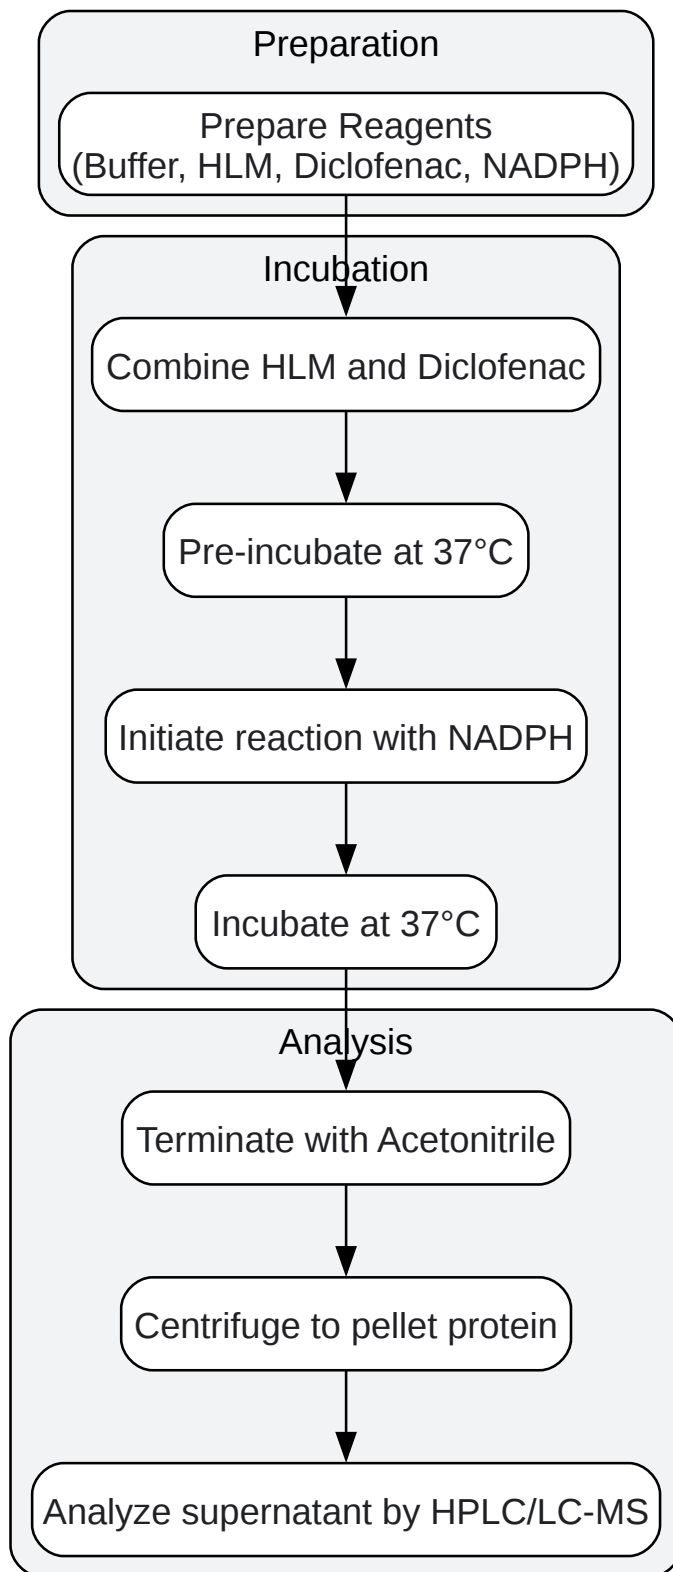 Preparation
Prepare Reagents
(Buffer, HLM, Diclofenac, NADPH)
Incubation
Combine HLM and Diclofenac
Pre-incubate at 37°C
Initiate reaction with NADPH
Incubate at 37°C
Analysis
Terminate with Acetonitrile
Centrifuge to pellet protein
Analyze supernatant by HPLC/LC-MS